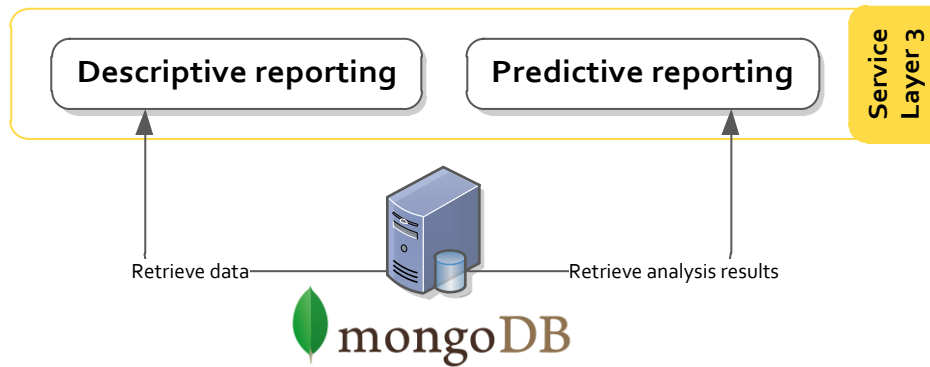 Descriptive reporting
Predictive reporting
Service
Layer 3
Retrieve data
Retrieve analysis results
mongoDB